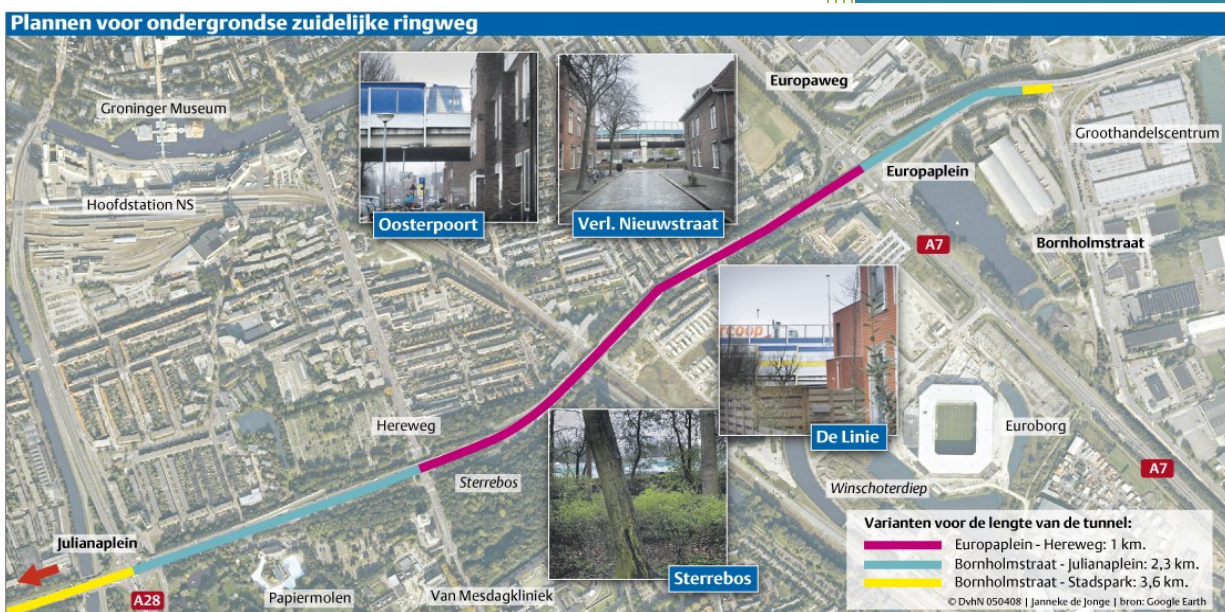 Plannen voor ondergrondse zuidelijke ringweg
Groninger Museum
Europaweg
Groothandelscentrum
Europaplein
Hoofdstation NS
Oosterpoort
Verl. Nieuwstraat
A7
Bornholmstraat
rcoop
Hereweg
De Linie
Euroborg
A7
Sterrebos
Winschoterdiep
Julianaplein
Sterrebos
A28
Papiermolen
Van Mesdagkliniek
Varianten voor de lengte van de tunnel:
Europaplein - Hereweg: 1 km.
Bornholmstraat - Julianaplein: 2,3 km.
Bornholmstraat - Stadspark: 3,6 km.
© DvhN 050408 | Janneke de Jonge | bron: Google Earth